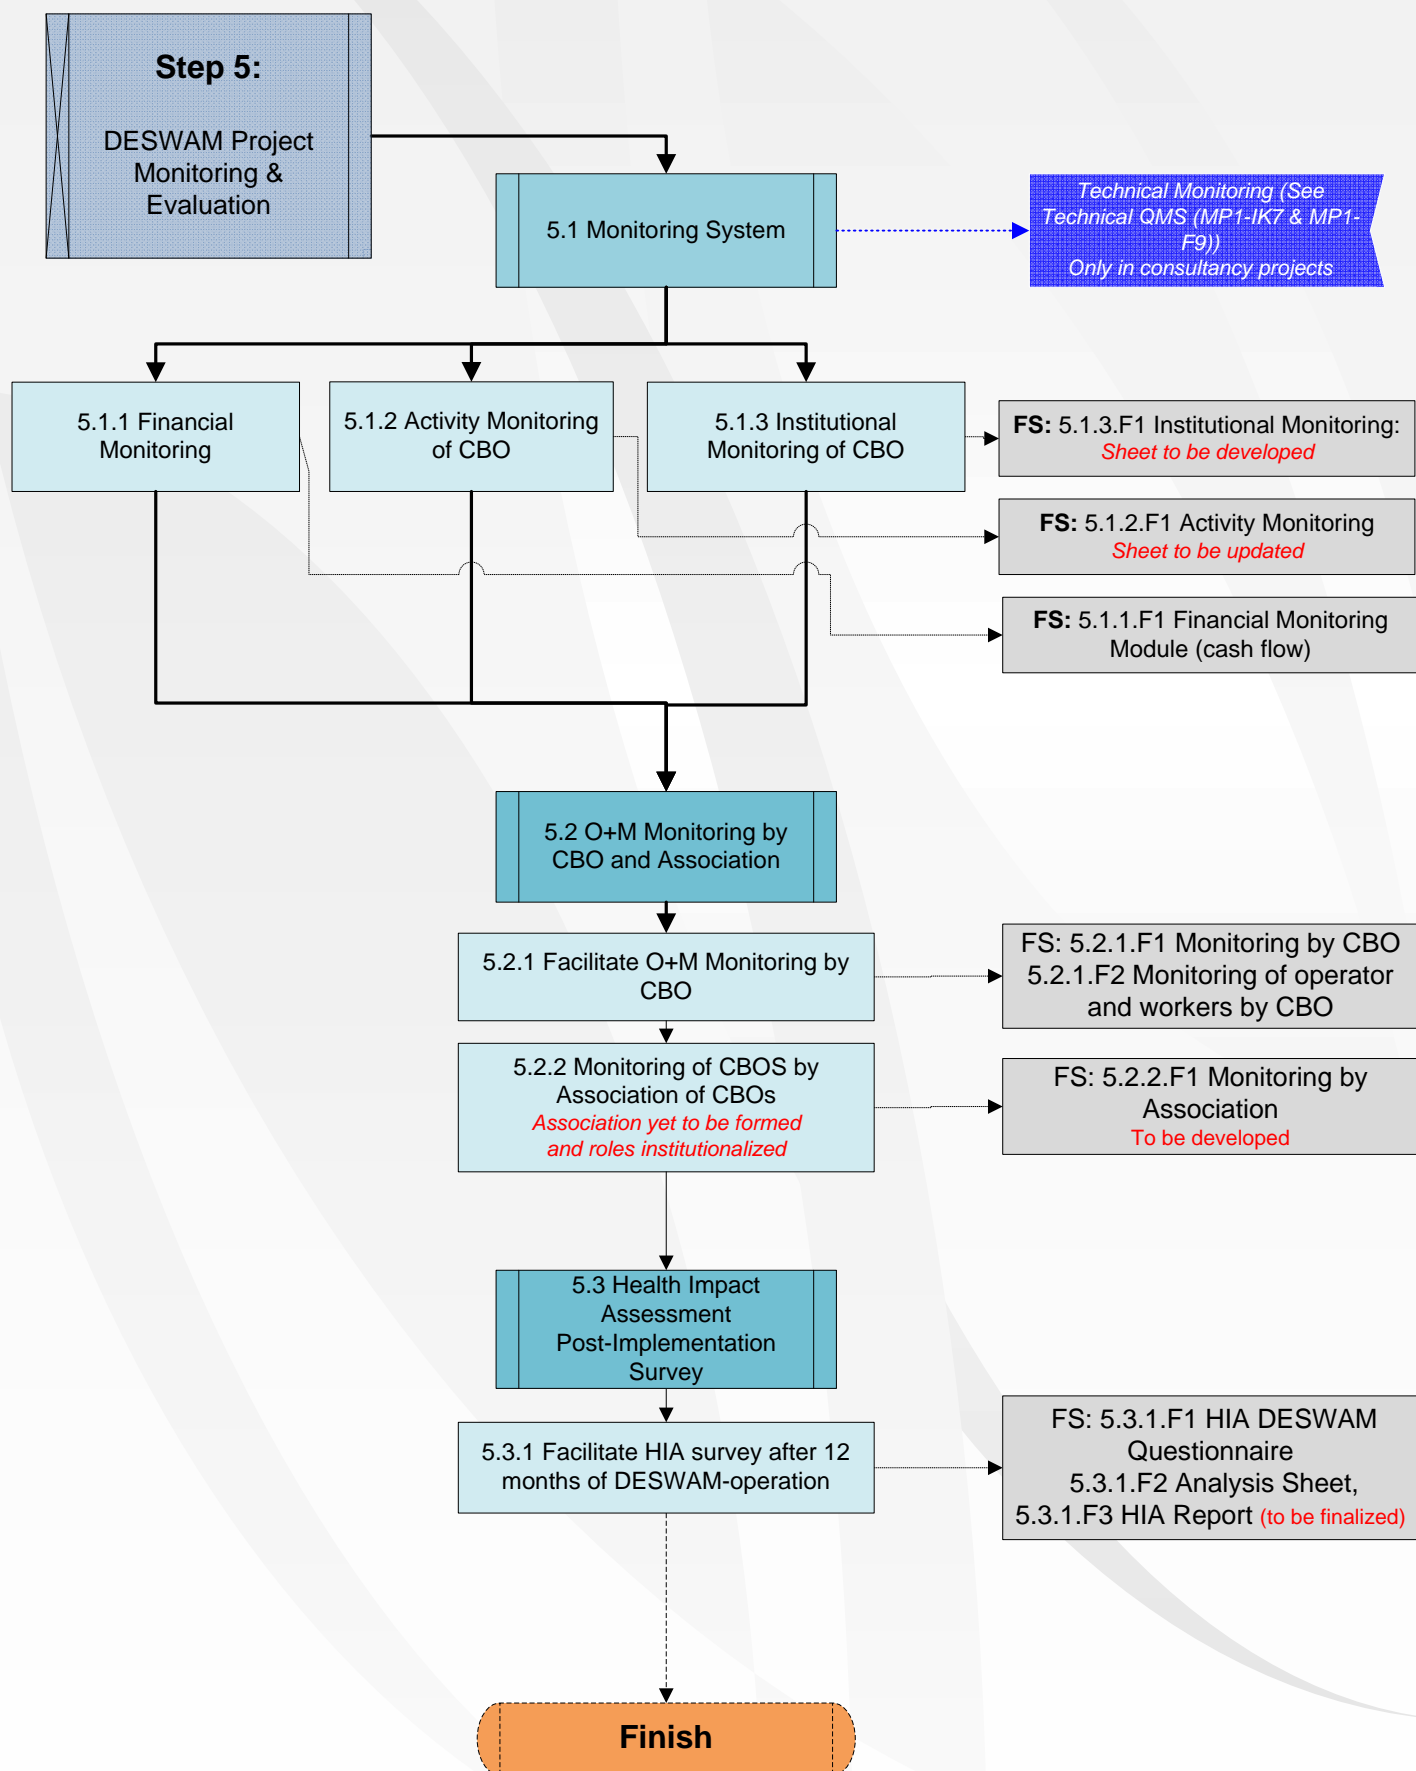 Step 5:
DESWAM Project
Monitoring &
Evaluation
5.1 Monitoring System
Technical Monitoring (See
Technical QMS (MP1-IK7 & MP1-
F9))
Only in consultancy projects
5.1.1 Financial
Monitoring
5.1.2 Activity Monitoring
of CBO
5.1.3 Institutional
Monitoring of CBO
FS: 5.1.3.F1 Institutional Monitoring:
Sheet to be developed
FS: 5.1.2.F1 Activity Monitoring
Sheet to be updated
FS: 5.1.1.F1 Financial Monitoring
Module (cash flow)
5.2 O+M Monitoring by
CBO and Association
5.2.1 Facilitate O+M Monitoring by
CBO
FS: 5.2.1.F1 Monitoring by CBO
5.2.1.F2 Monitoring of operator
and workers by CBO
5.2.2 Monitoring of CBOS by
Association of CBOs
Association yet to be formed
and roles institutionalized
FS: 5.2.2.F1 Monitoring by
Association
To be developed
5.3 Health Impact
Assessment
Post-Implementation
Survey
5.3.1 Facilitate HIA survey after 12
months of DESWAM-operation
FS: 5.3.1.F1 HIA DESWAM
Questionnaire
5.3.1.F2 Analysis Sheet,
5.3.1.F3 HIA Report (to be finalized)
Finish